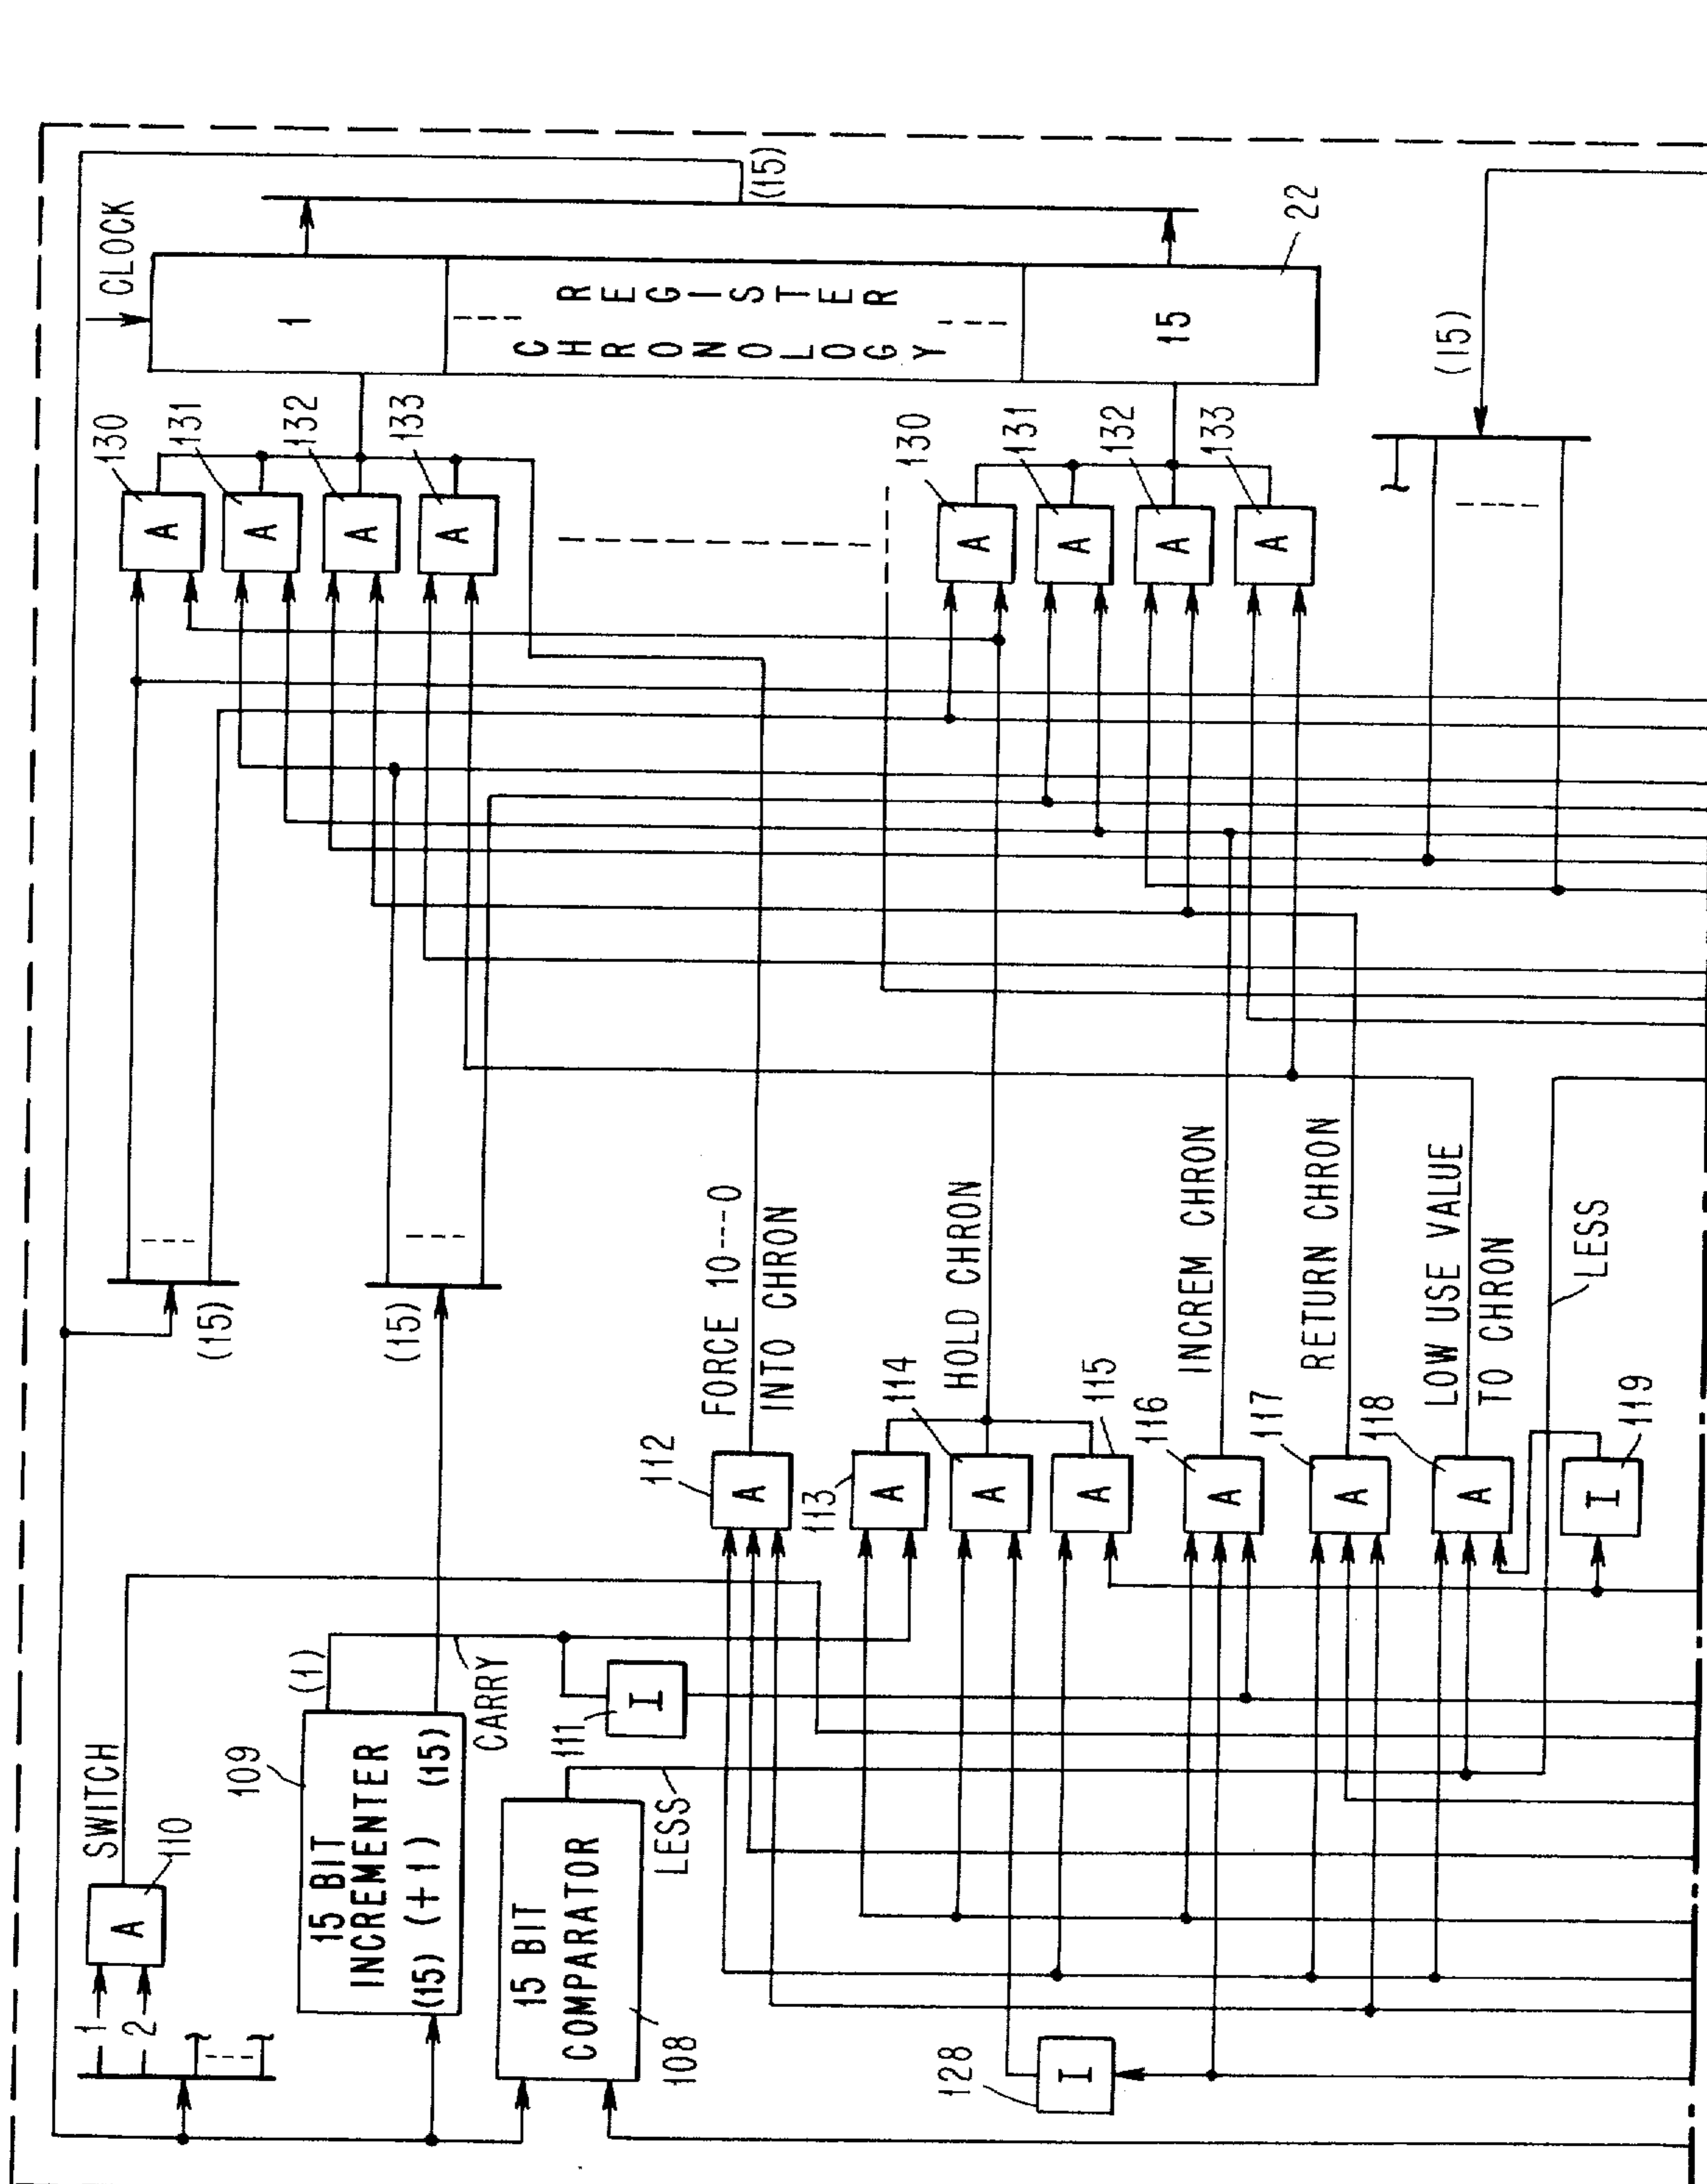 CLOCK
1
CHRONOLOGY
REGISTER
15
22
(15)
130
131
132
133
A
A
A
A
130
131
132
133
A
A
A
A
(15)
(15)
(15)
FORCE 10---0
INTO CHRON
HOLD CHRON
INCREM CHRON
RETURN CHRON
LOW USE VALUE
TO CHRON
LESS
112
A
113
A
114
A
115
A
116
A
117
A
118
A
119
I
SWITCH
110
A
1
2
109
15 BIT
INCREMENTER
(15) (+1) (15)
(1)
CARRY
111
I
15 BIT
COMPARATOR
108
LESS
128
I